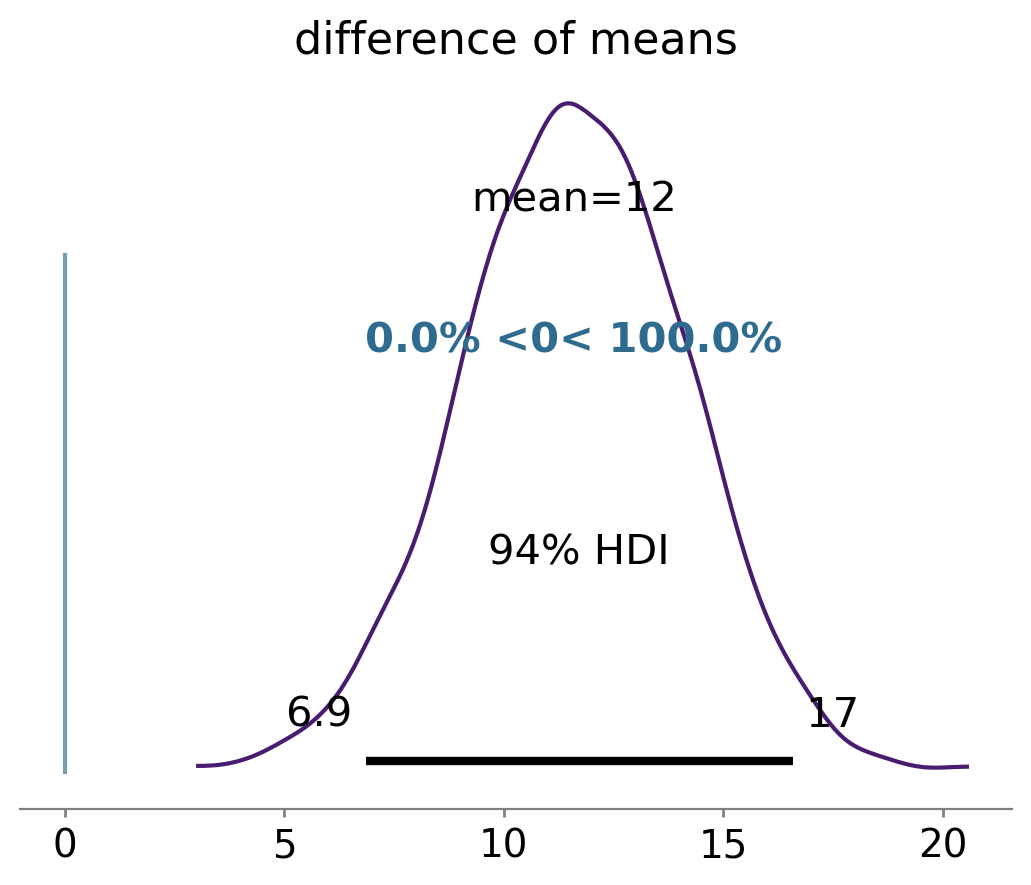 difference of means
mean=12
0.0% <0< 100.0%
94% HDI
6.9 17
0 5 10 15 20